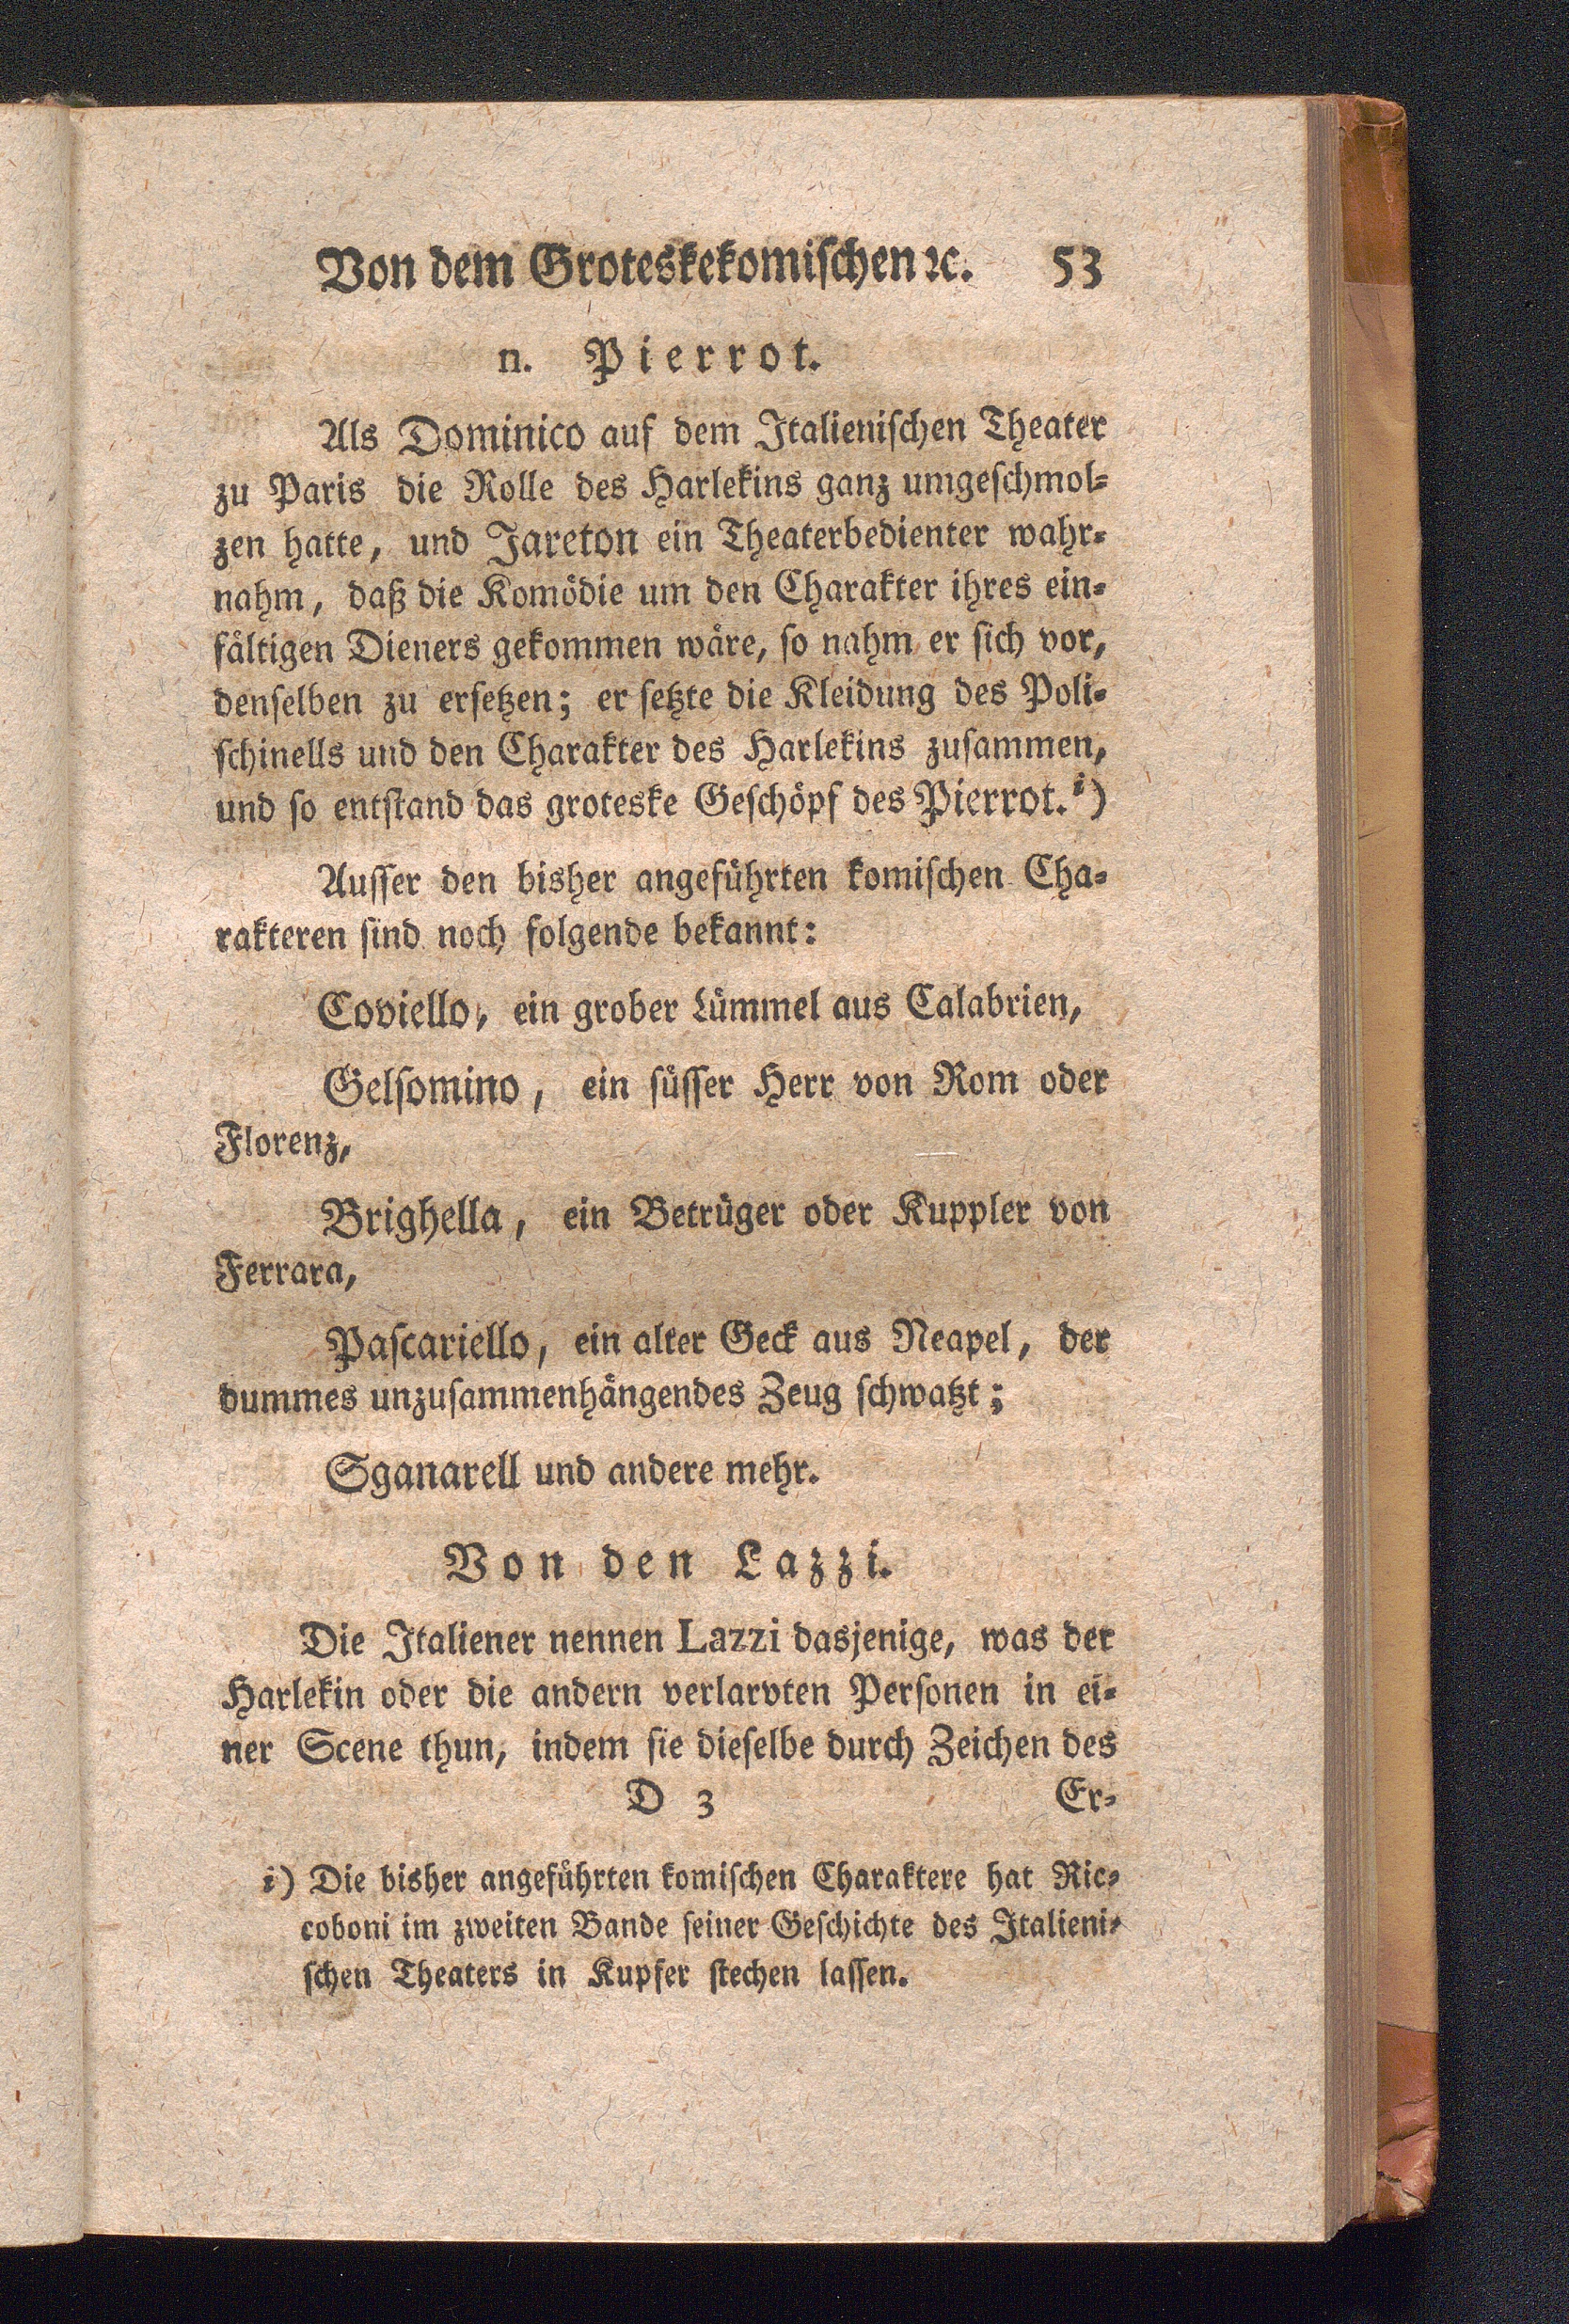 Von dem Groteskekomiſchen ꝛc. 53
n. Pierrot.
Als Dominico auf dem Italieniſchen Theater
zu Paris die Rolle des Harlekins ganz umgeſchmol⸗
zen hatte, und Jareton ein Theaterbedienter wahr⸗
nahm, daß die Komödie um den Charakter ihres ein⸗
fältigen Dieners gekommen wäre, ſo nahm er ſich vor,
denſelben zu erſetzen; er ſetzte die Kleidung des Poli⸗
ſchinells und den Charakter des Harlekins zuſammen,
und ſo entſtand das groteske Geſchöpf des Pierrot. i)
Auſſer den bisher angeführten komiſchen Cha⸗
rakteren ſind noch folgende bekannt:
Coviello, ein grober Lümmel aus Calabrien,
Gelſomino, ein ſüſſer Herr von Rom oder
Florenz,
Brighella, ein Betrüger oder Kuppler von
Ferrara,
Paſcariello, ein alter Geck aus Neapel, der
dummes unzuſammenhängendes Zeug ſchwatzt;
Sganarell und andere mehr.
Von den Lazzi.
Die Italiener nennen Lazzi dasjenige, was der
Harlekin oder die andern verlarvten Perſonen in ei⸗
ner Scene thun, indem ſie dieſelbe durch Zeichen des
D 3 Er⸗
i) Die bisher angeführten komiſchen Charaktere hat Ric⸗
coboni im zweiten Bande ſeiner Geſchichte des Italieni⸗
ſchen Theaters in Kupfer ſtechen laſſen.